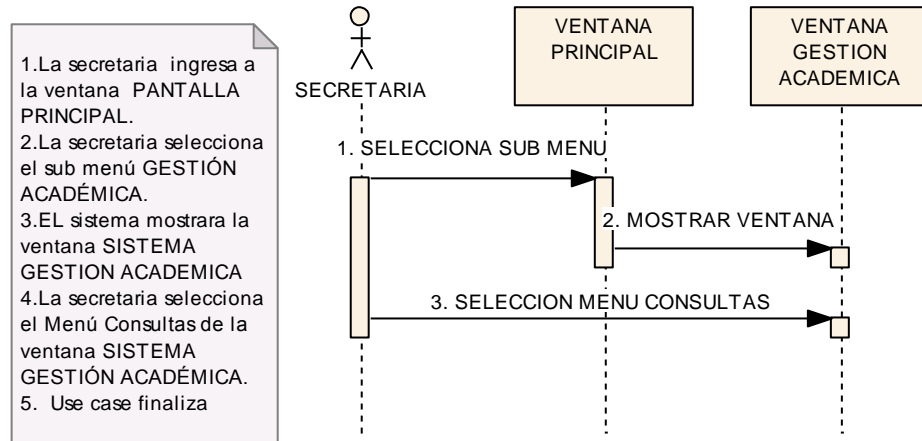 1.La secretaria ingresa a
la ventana PANTALLA
PRINCIPAL.
2.La secretaria selecciona
el sub menú GESTIÓN
ACADÉMICA.
3.EL sistema mostrara la
ventana SISTEMA
GESTION ACADEMICA
4.La secretaria selecciona
el Menú Consultas de la
ventana SISTEMA
GESTIÓN ACADÉMICA.
5. Use case finaliza
SECRETARIA
VENTANA
PRINCIPAL
VENTANA
GESTION
ACADEMICA
1. SELECCIONA SUB MENU
2. MOSTRAR VENTANA
3. SELECCION MENU CONSULTAS